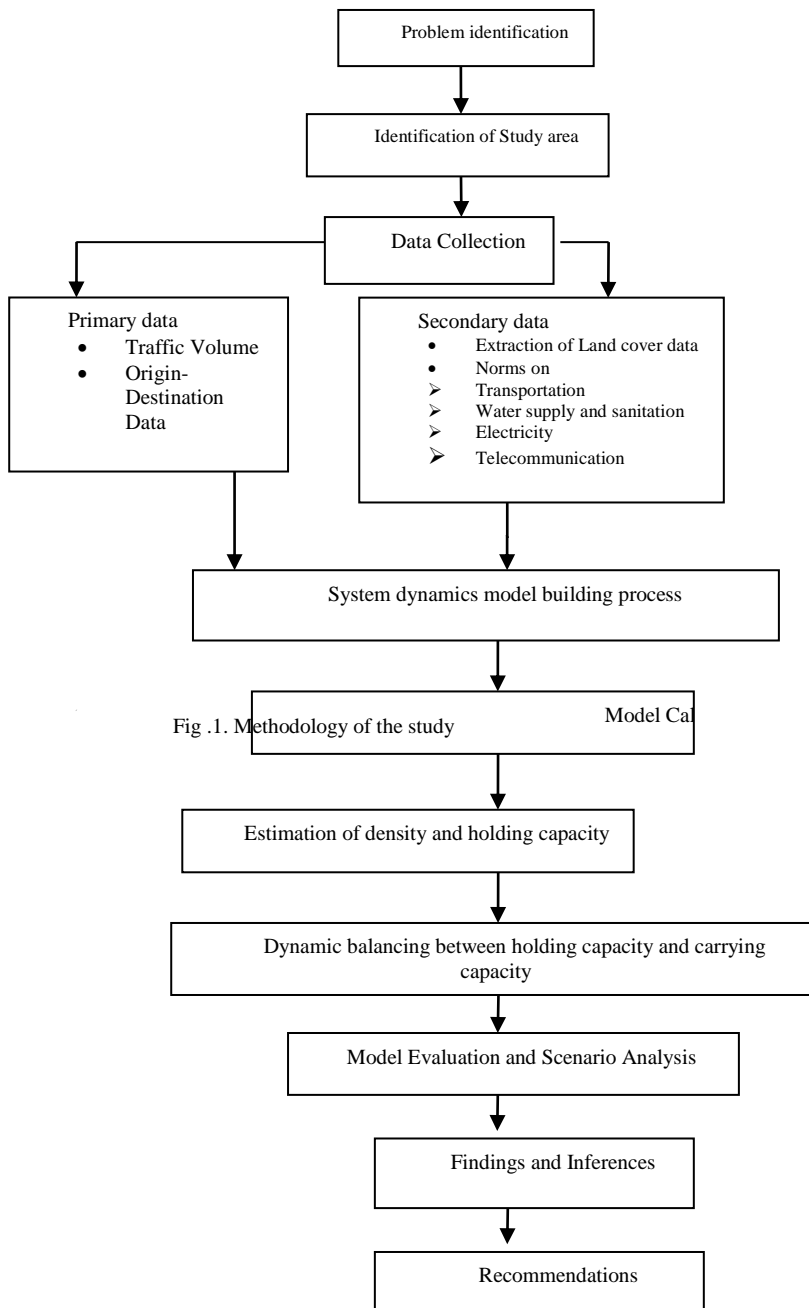 Problem identification
Identification of Study area
Data Collection
Primary data
• Traffic Volume
• Origin-
Destination
Data
Secondary data
• Extraction of Land cover data
• Norms on
➢ Transportation
➢ Water supply and sanitation
➢ Electricity
➢ Telecommunication
System dynamics model building process
Model Cal
Fig .1. Methodology of the study
Estimation of density and holding capacity
Dynamic balancing between holding capacity and carrying
capacity
Model Evaluation and Scenario Analysis
Findings and Inferences
Recommendations